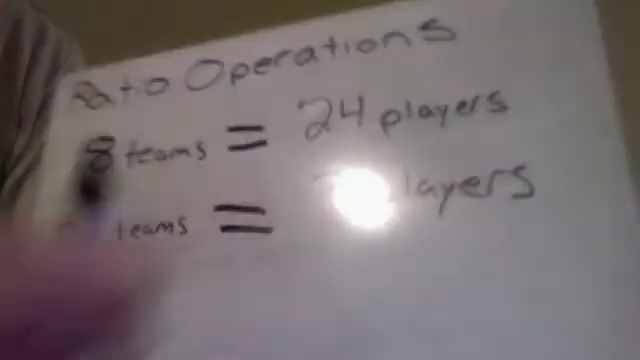 Ratio Operations
8 teams = 24 players
teams =